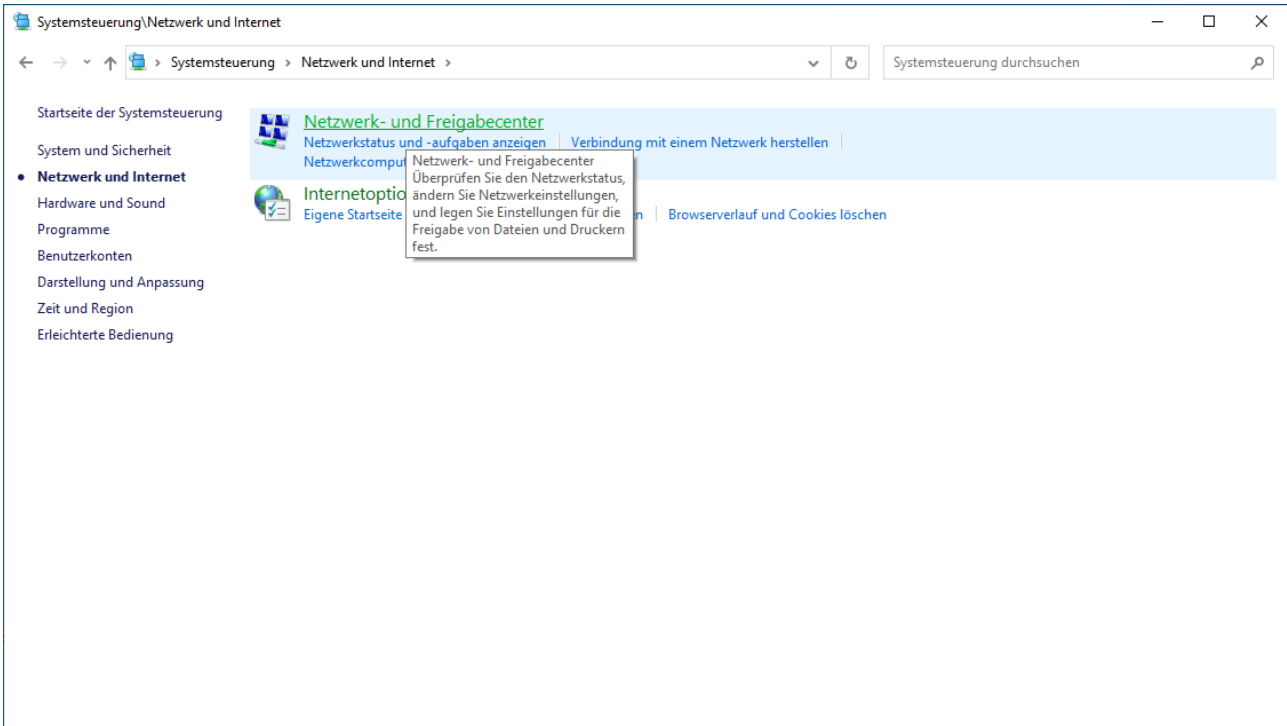 Systemsteuerung\Netzwerk und Internet
Systemsteuerung › Netzwerk und Internet ›
Systemsteuerung durchsuchen
Startseite der Systemsteuerung
System und Sicherheit
Netzwerk und Internet
Hardware und Sound
Programme
Benutzerkonten
Darstellung und Anpassung
Zeit und Region
Erleichterte Bedienung
Netzwerk- und Freigabecenter
Netzwerkstatus und -aufgaben anzeigen | Verbindung mit einem Netzwerk herstellen |
Netzwerk- und Freigabecenter
Überprüfen Sie den Netzwerkstatus,
ändern Sie Netzwerkeinstellungen,
und legen Sie Einstellungen für die
Freigabe von Dateien und Druckern
fest.
Eigene Startseite
Browserverlauf und Cookies löschen